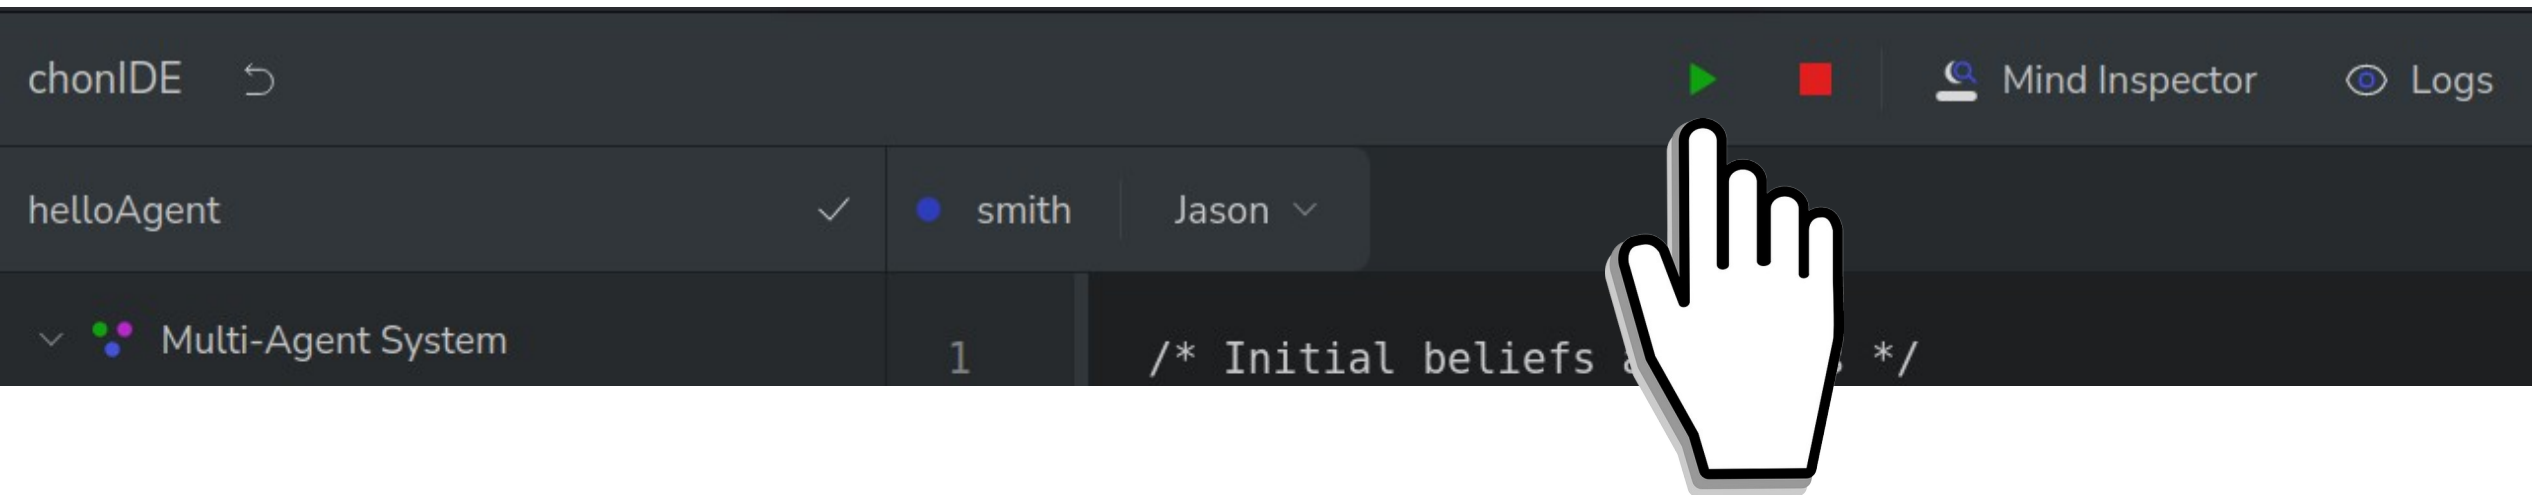 chonIDE Mind Inspector Logs
helloAgent smith Jason
Multi-Agent System
1 /* Initial beliefs */